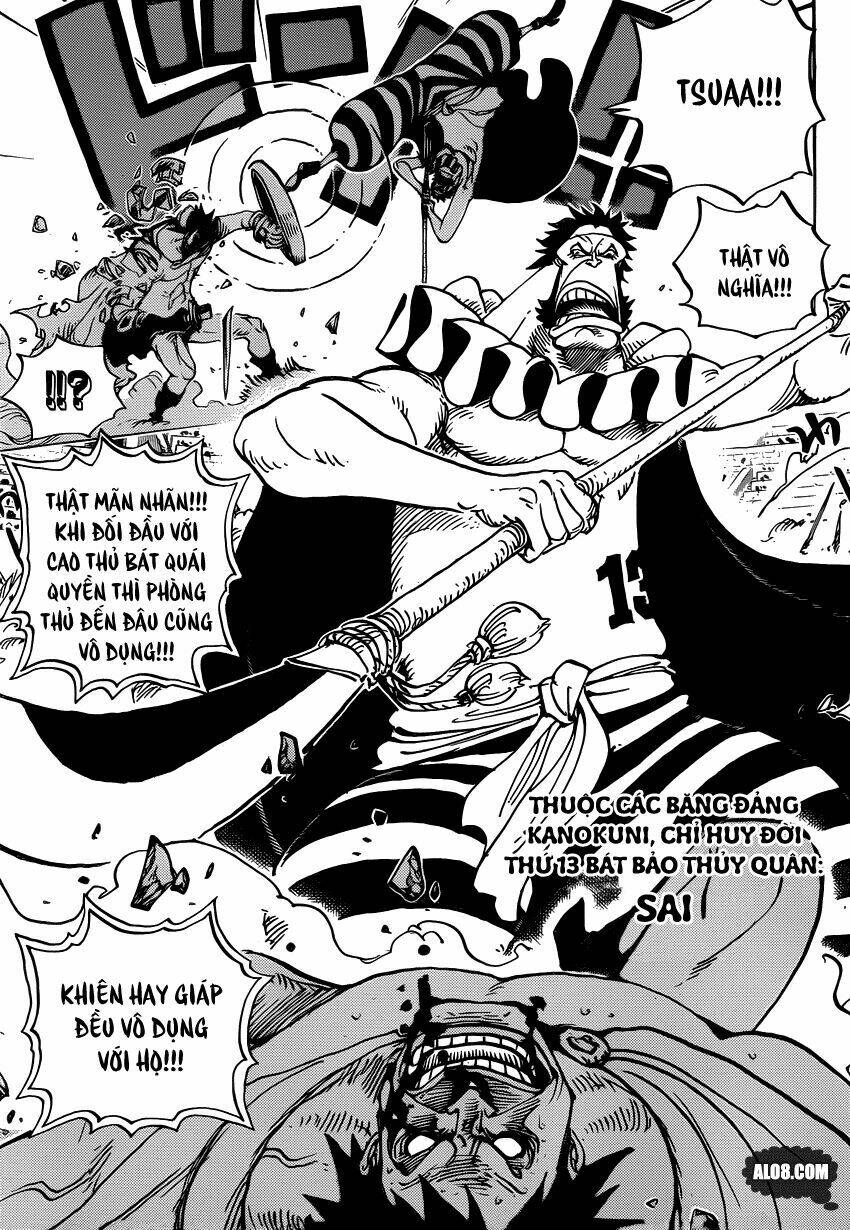 TSUAA!!!
THẬT VÔ
NGHĨA!!!
!!?
THẬT MÃN NHÃN!!!
KHI ĐỐI ĐẦU VỚI
CAO THỦ BÁT QUÁI
QUYỀN THÌ PHÒNG
THỦ ĐẾN ĐÂU CŨNG
VÔ DỤNG!!!
13
THUỘC CÁC BĂNG ĐẢNG
KANOKUNI, CHỈ HUY ĐỜI
THỨ 13 BÁT BẢO THỦY QUÂN:
SAI
KHIÊN HAY GIÁP
ĐỀU VÔ DỤNG
VỚI HỌ!!!
ALO8.COM